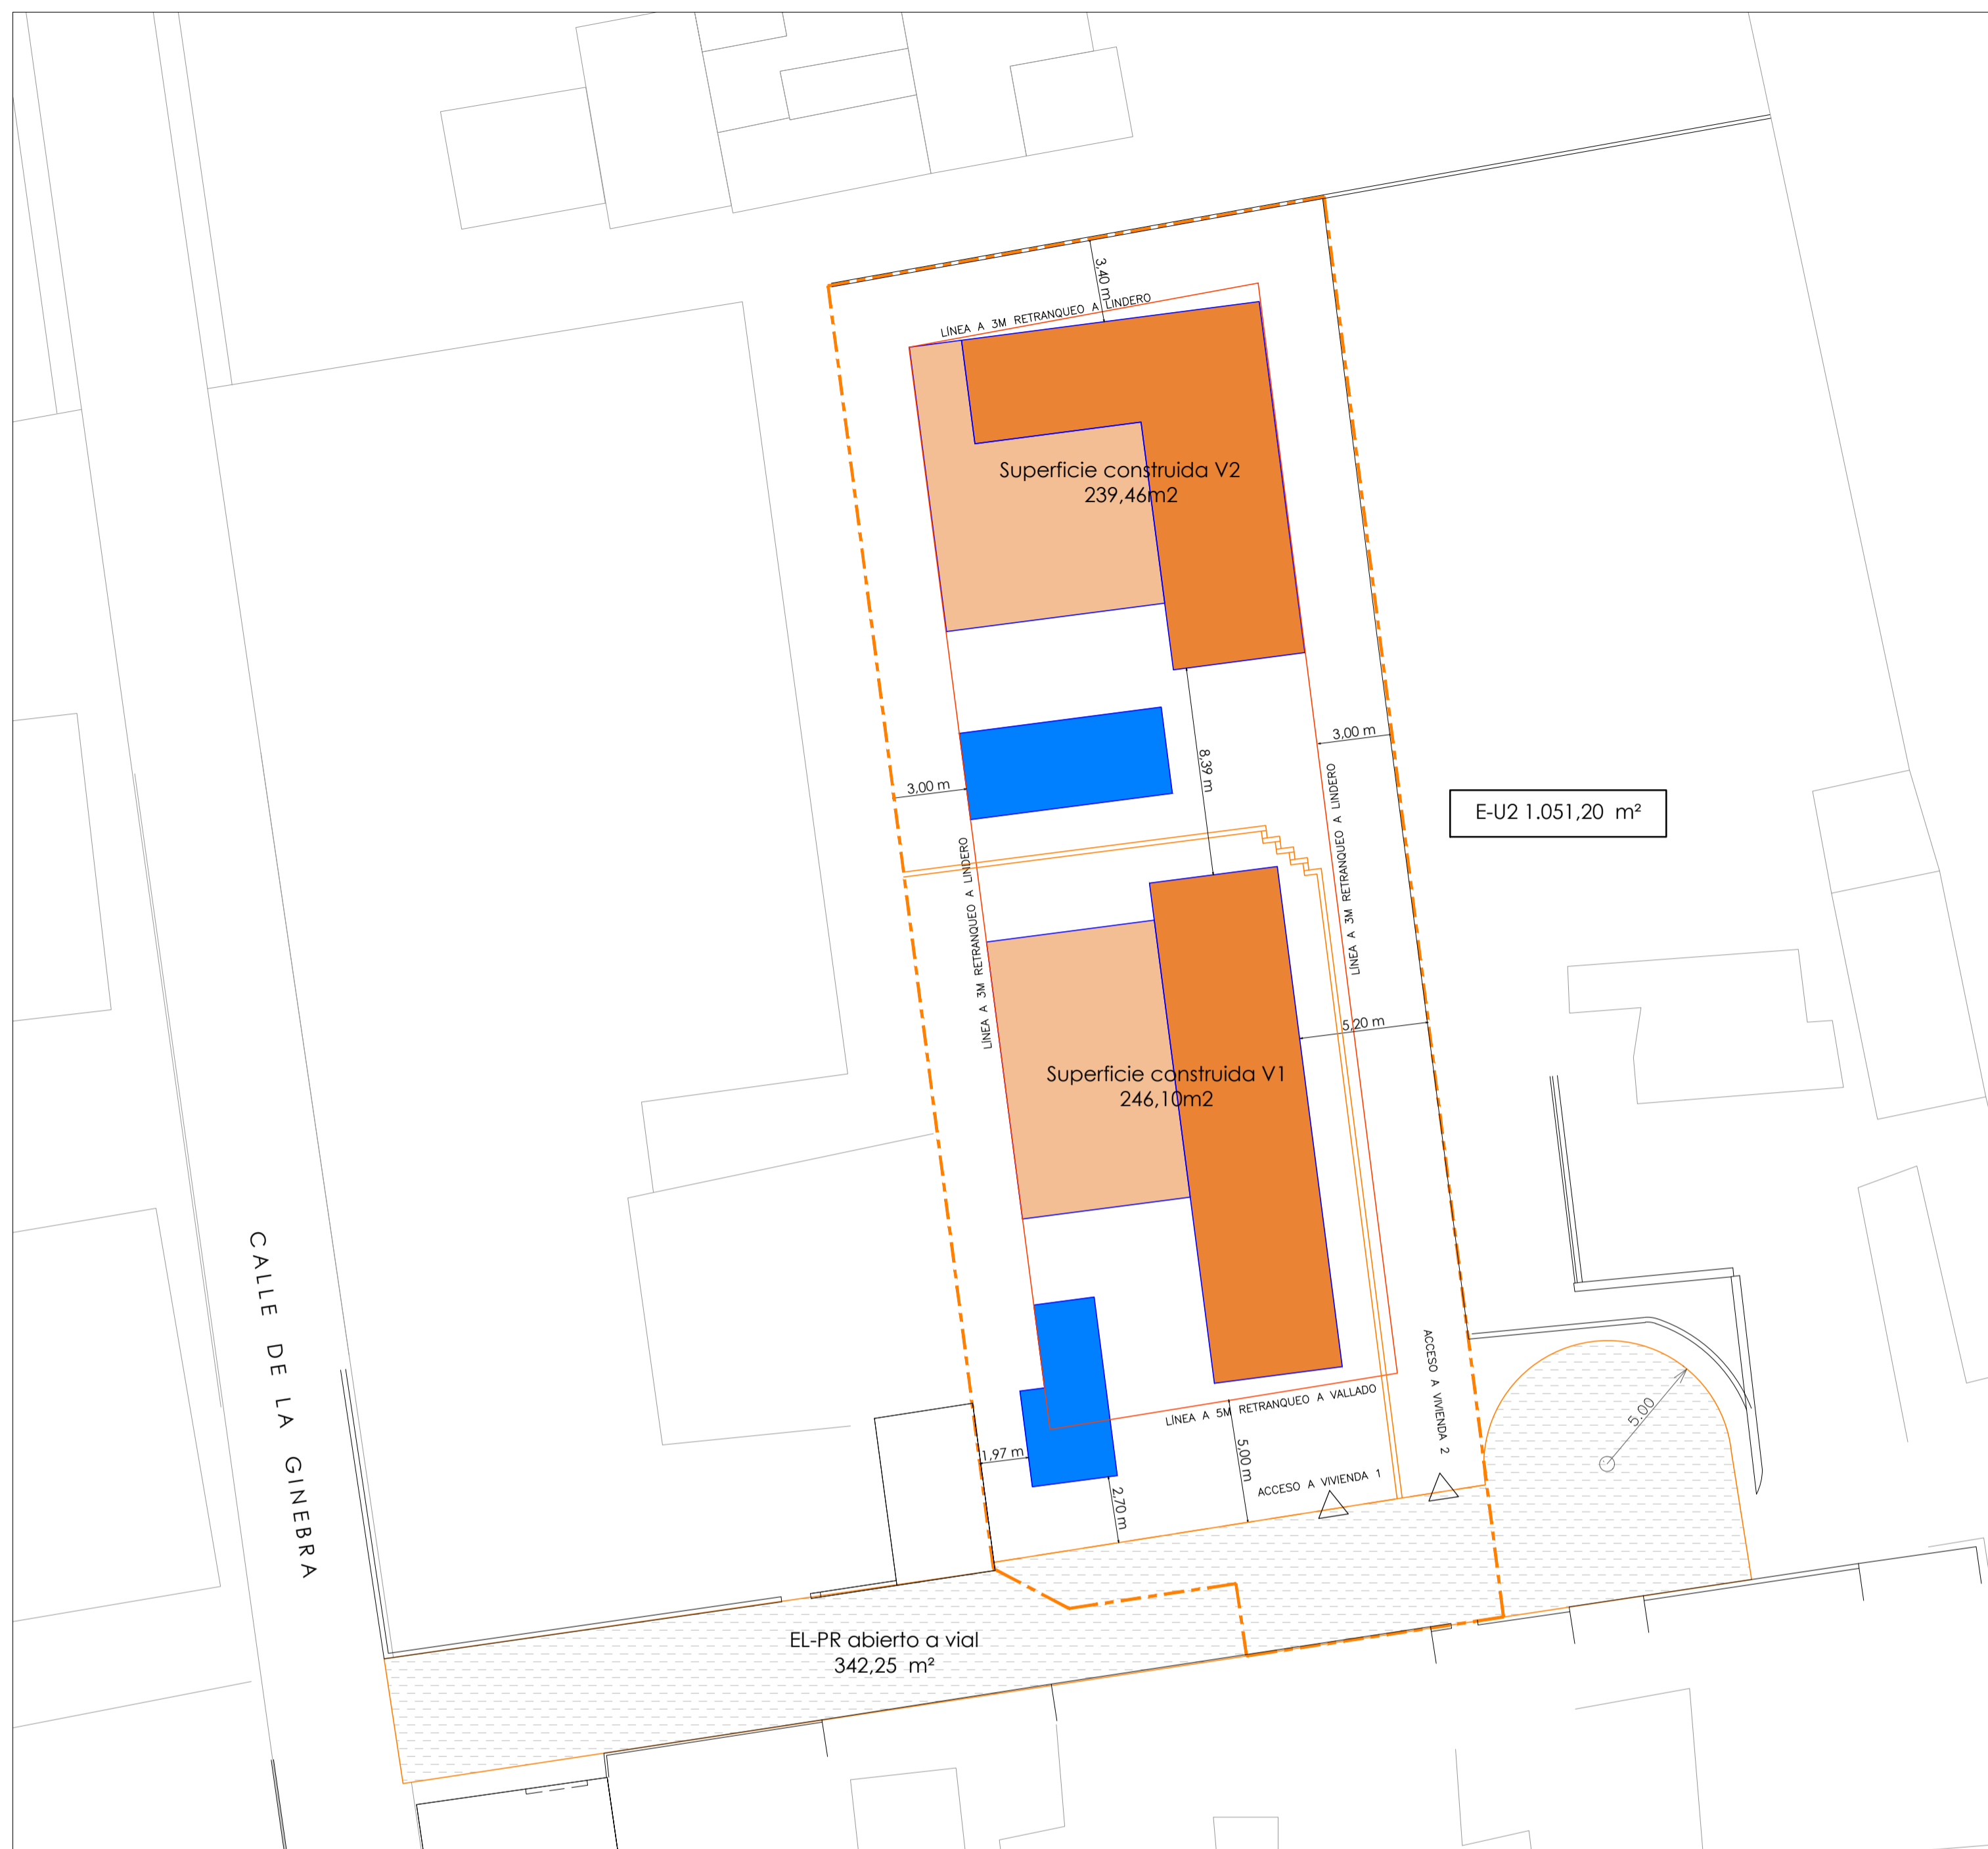 3,40 m
LÍNEA A 3M RETRANQUEO A LINDERO
Superficie construida V2
239,46m2
3,00 m
8,39 m
3,00 m
LÍNEA A 3M RETRANQUEO A LINDERO
E-U2 1.051,20 m²
LÍNEA A 3M RETRANQUEO A LINDERO
5,20 m
Superficie construida V1
246,10m2
CALLE DE LA GINEBRA
ACCESO A VIVIENDA 2
LÍNEA A 5M RETRANQUEO A VALLADO
5.00
1,97 m
5,00 m
ACCESO A VIVIENDA 1
2,70 m
EL-PR abierto a vial
342,25 m²